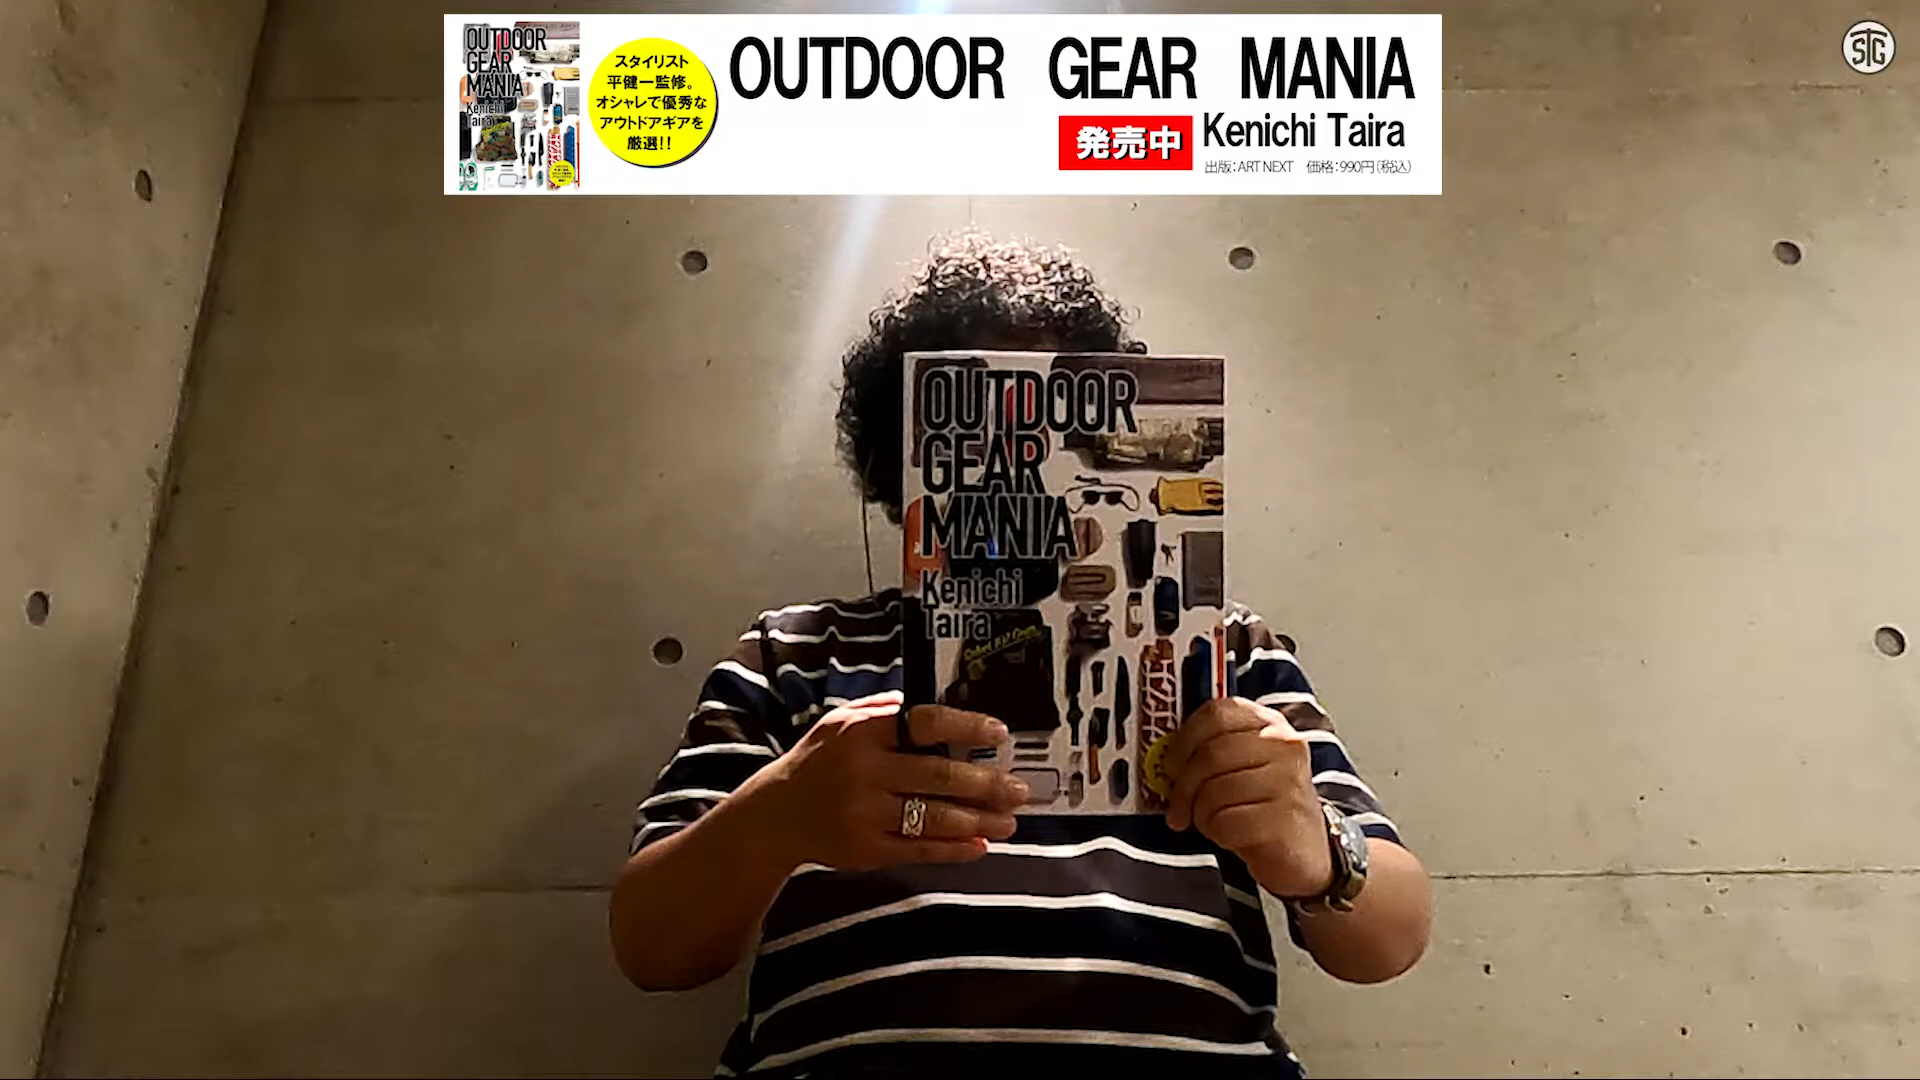 OUTDOOR
GEAR
MANIA
Kenichi
Taira
スタイリスト
平健一監修。
オシャレで優秀な
アウトドアギアを
厳選!!
OUTDOOR GEAR MANIA
発売中
Kenichi Taira
出版：ART NEXT 価格：990円（税込）
STG
OUTDOOR
GEAR
MANIA
Kenichi
Taira